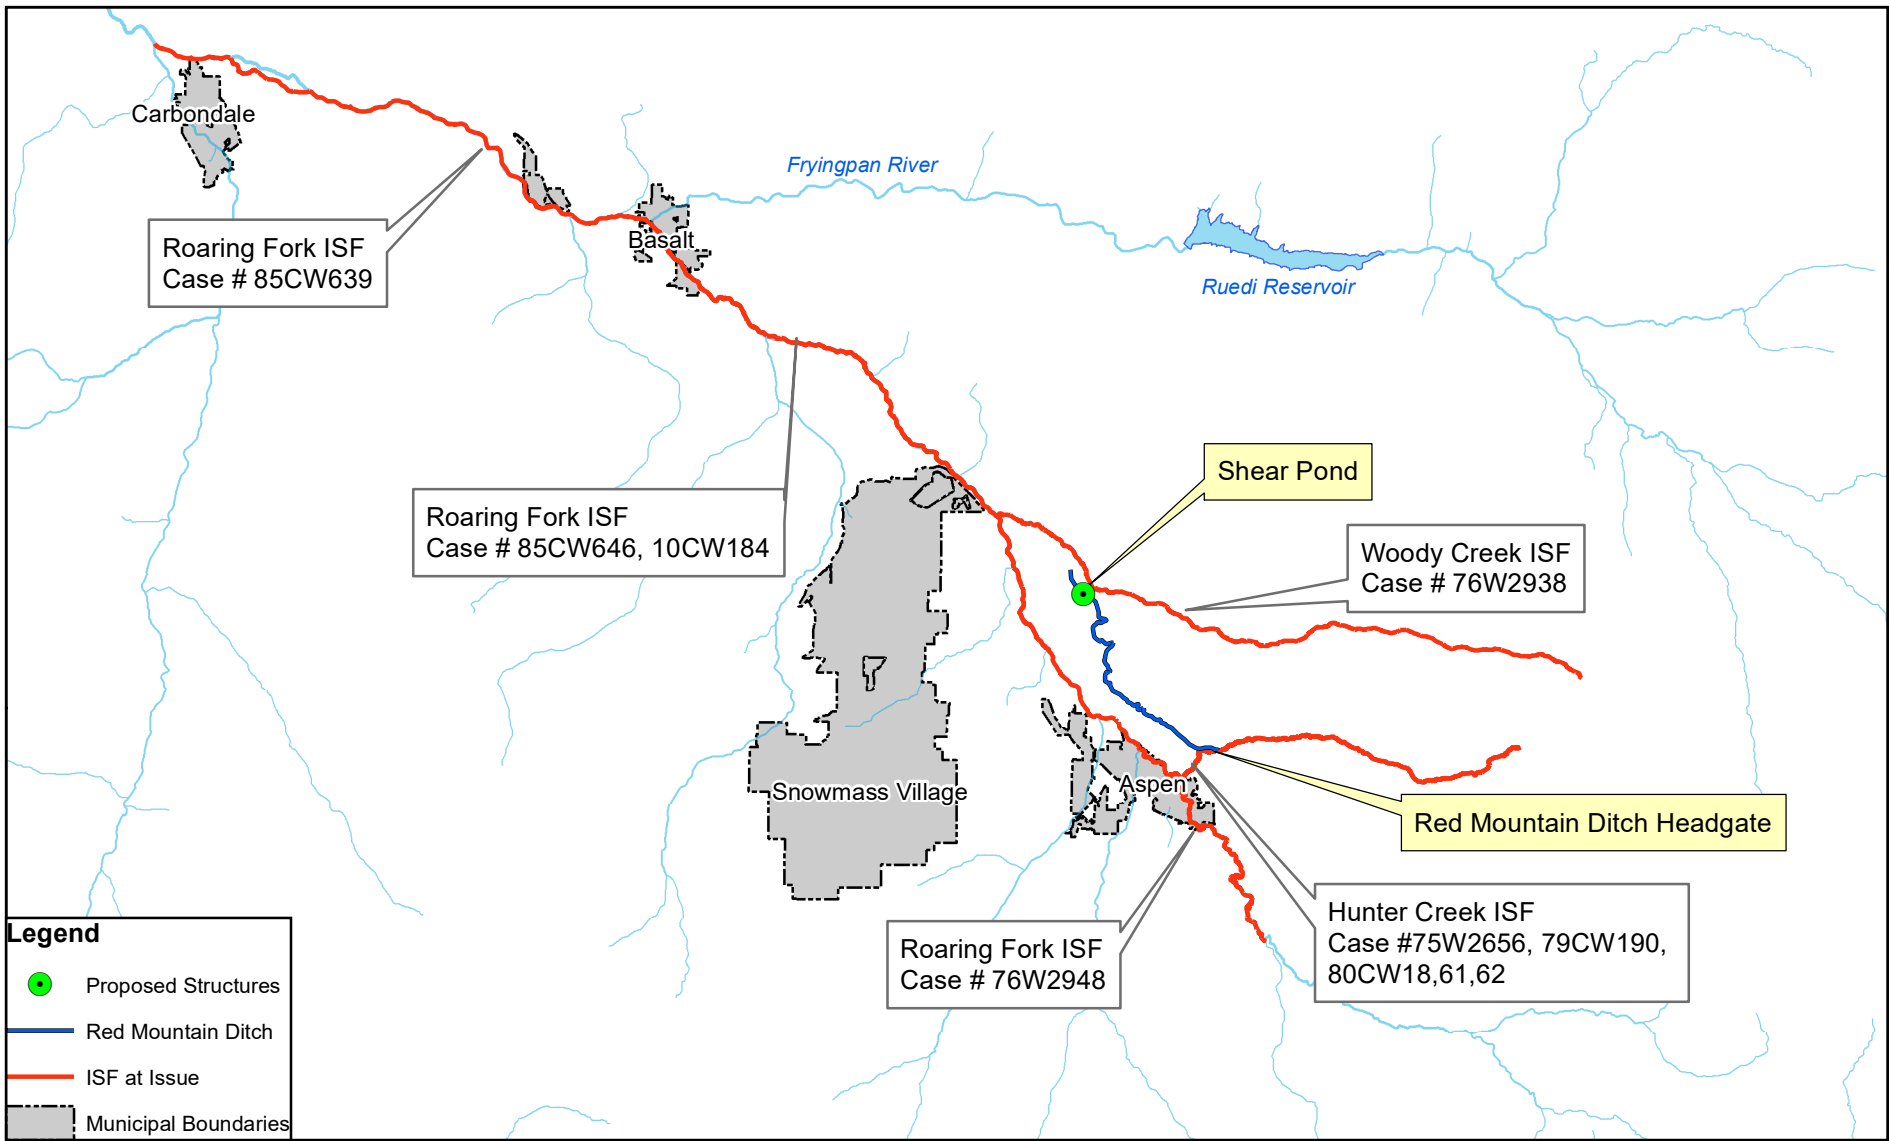 Carbondale
Fryingpan River
Roaring Fork ISF
Case # 85CW639
Basalt
Ruedi Reservoir
Shear Pond
Roaring Fork ISF
Case # 85CW646, 10CW184
Woody Creek ISF
Case # 76W2938
Snowmass Village
Aspen
Red Mountain Ditch Headgate
Hunter Creek ISF
Case #75W2656, 79CW190,
80CW18,61,62
Roaring Fork ISF
Case # 76W2948
Legend
Proposed Structures
Red Mountain Ditch
ISF at Issue
Municipal Boundaries